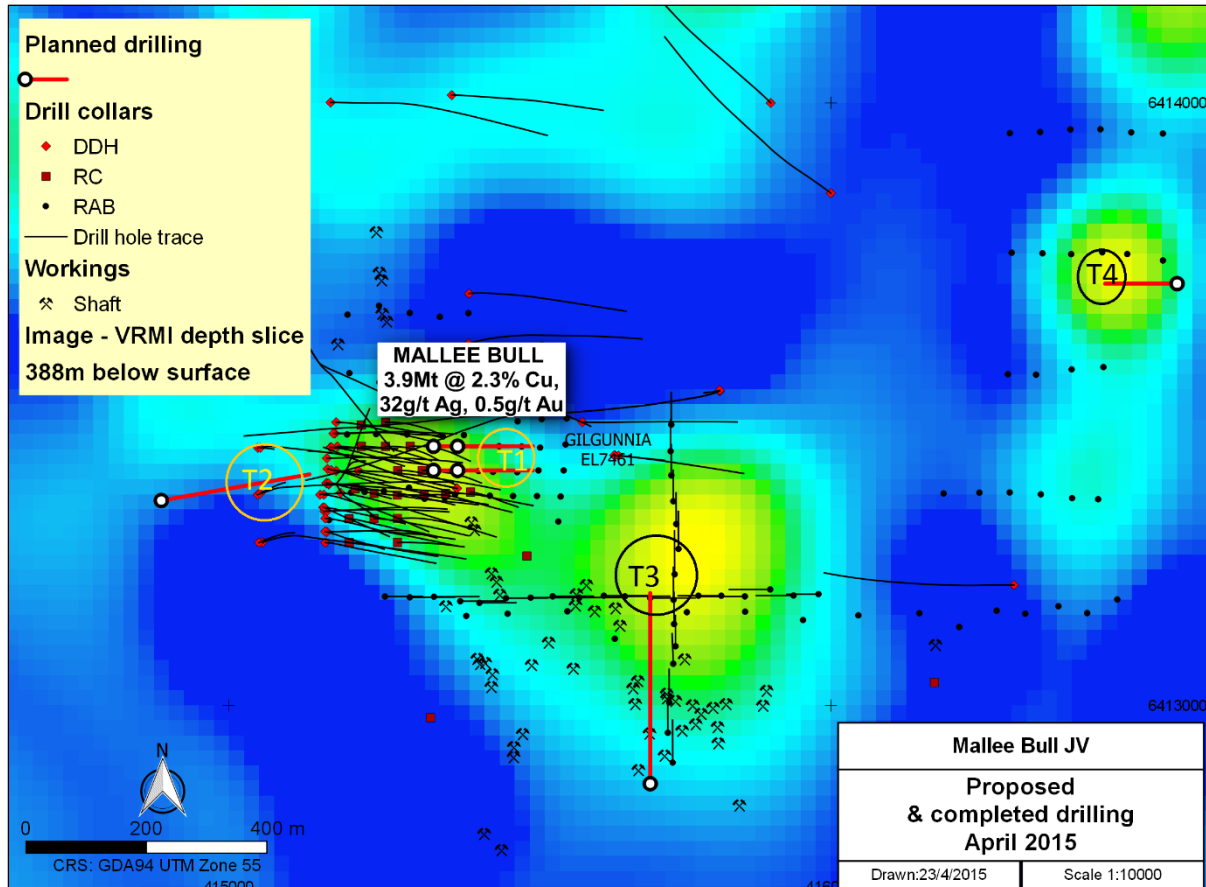 Planned drilling
Drill collars
DDH
RC
RAB
Drill hole trace
Workings
Shaft
Image - VRMI depth slice
388m below surface
6414000
T4
MALLEE BULL
3.9Mt @ 2.3% Cu,
32g/t Ag, 0.5g/t Au
GILGUNNIA
EL7461
T1
T2
T3
6413000
N
0 200 400 m
CRS: GDA94 UTM Zone 55
Mallee Bull JV
Proposed
& completed drilling
April 2015
Drawn:23/4/2015 Scale 1:10000